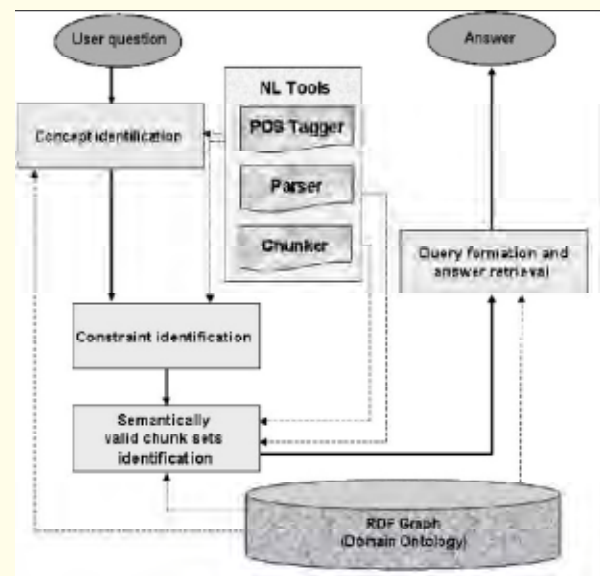 User question
Answer
NL Tools
POS Tagger
Parser
Chunker
Concept identification
Query formation and
answer retrieval
Constraint identification
Semantically
valid chunk sets
identification
RDF Graph
(Domain Ontology)